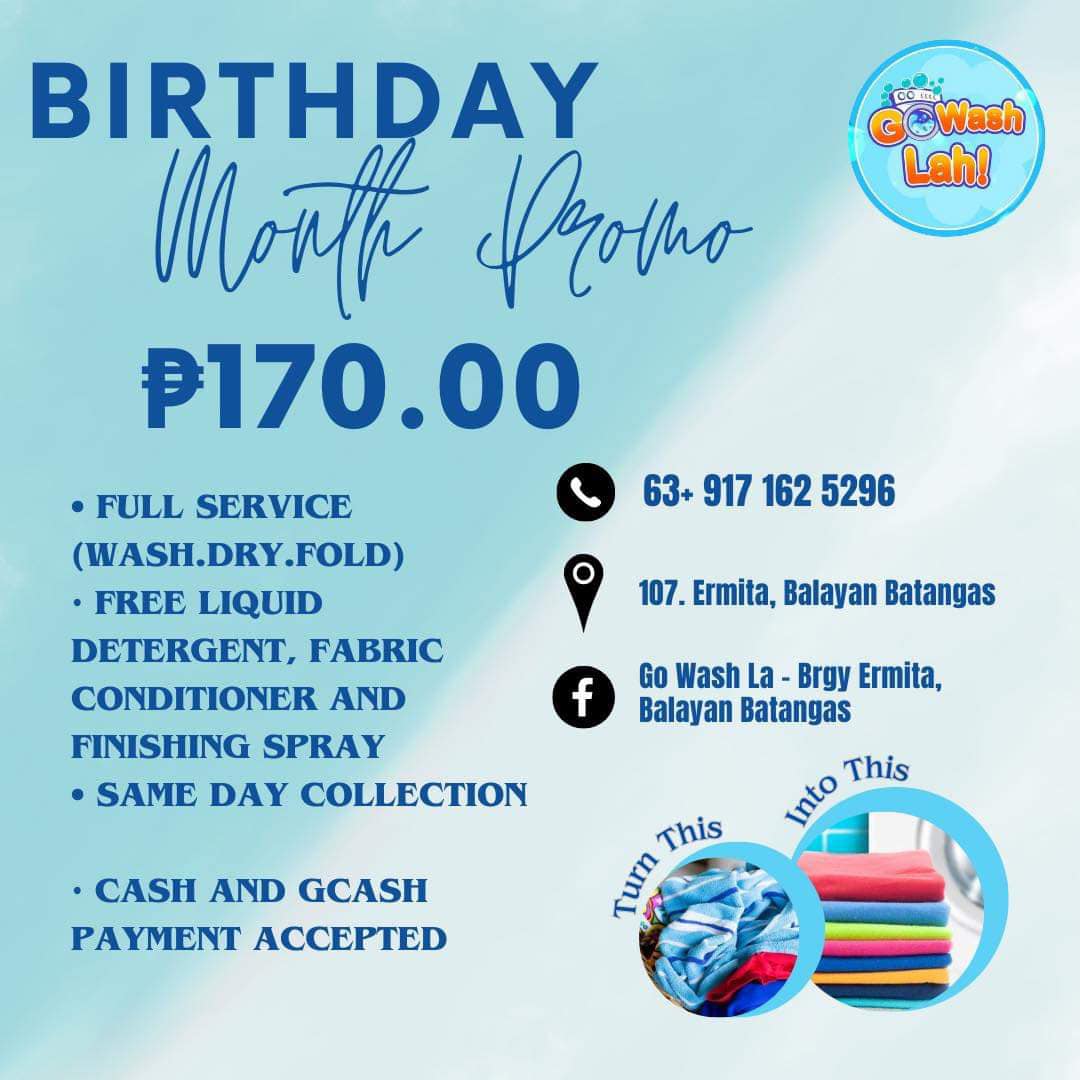 BIRTHDAY
Month Promo
₱170.00
GO Wash
Lah!
• FULL SERVICE
(WASH.DRY.FOLD)
• FREE LIQUID
DETERGENT, FABRIC
CONDITIONER AND
FINISHING SPRAY
• SAME DAY COLLECTION
• CASH AND GCASH
PAYMENT ACCEPTED
63+ 917 162 5296
107. Ermita, Balayan Batangas
Go Wash La - Brgy Ermita,
Balayan Batangas
Turn This
Into This